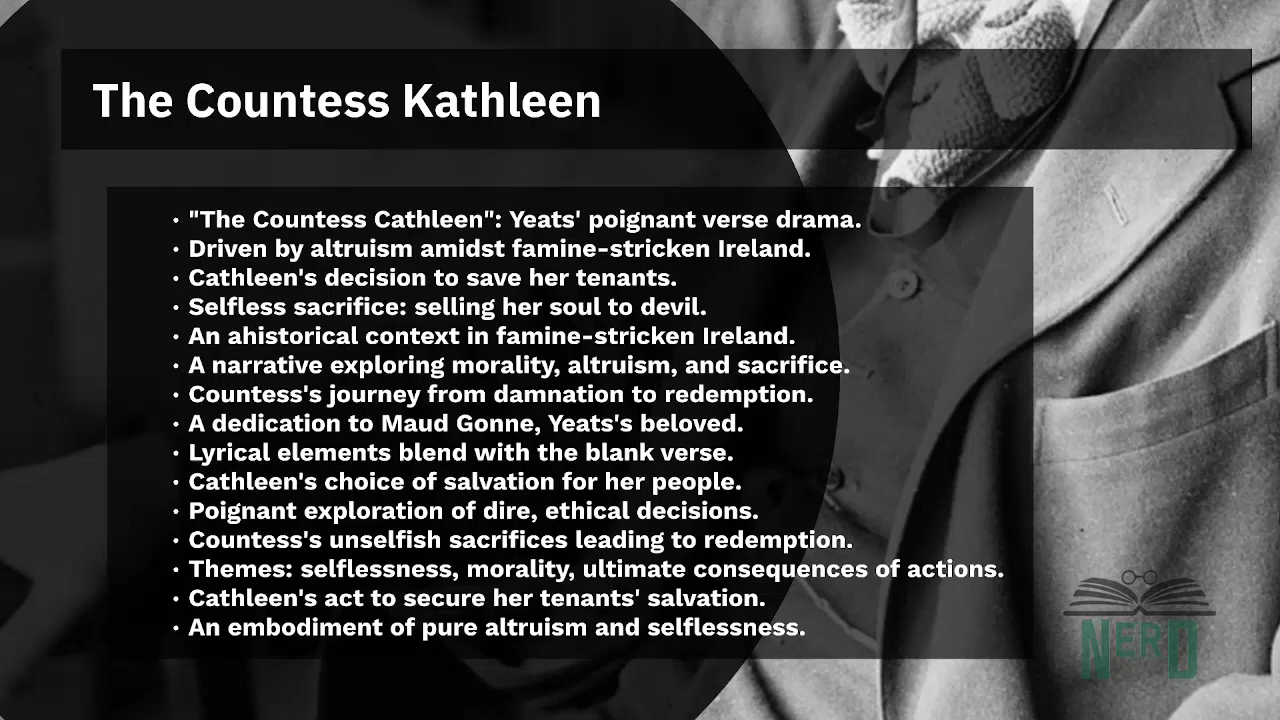 The Countess Kathleen
• "The Countess Cathleen": Yeats' poignant verse drama.
• Driven by altruism amidst famine-stricken Ireland.
• Cathleen's decision to save her tenants.
• Selfless sacrifice: selling her soul to devil.
• An ahistorical context in famine-stricken Ireland.
• A narrative exploring morality, altruism, and sacrifice.
• Countess's journey from damnation to redemption.
• A dedication to Maud Gonne, Yeats's beloved.
• Lyrical elements blend with the blank verse.
• Cathleen's choice of salvation for her people.
• Poignant exploration of dire, ethical decisions.
• Countess's unselfish sacrifices leading to redemption.
• Themes: selflessness, morality, ultimate consequences of actions.
• Cathleen's act to secure her tenants' salvation.
• An embodiment of pure altruism and selflessness.
NERD